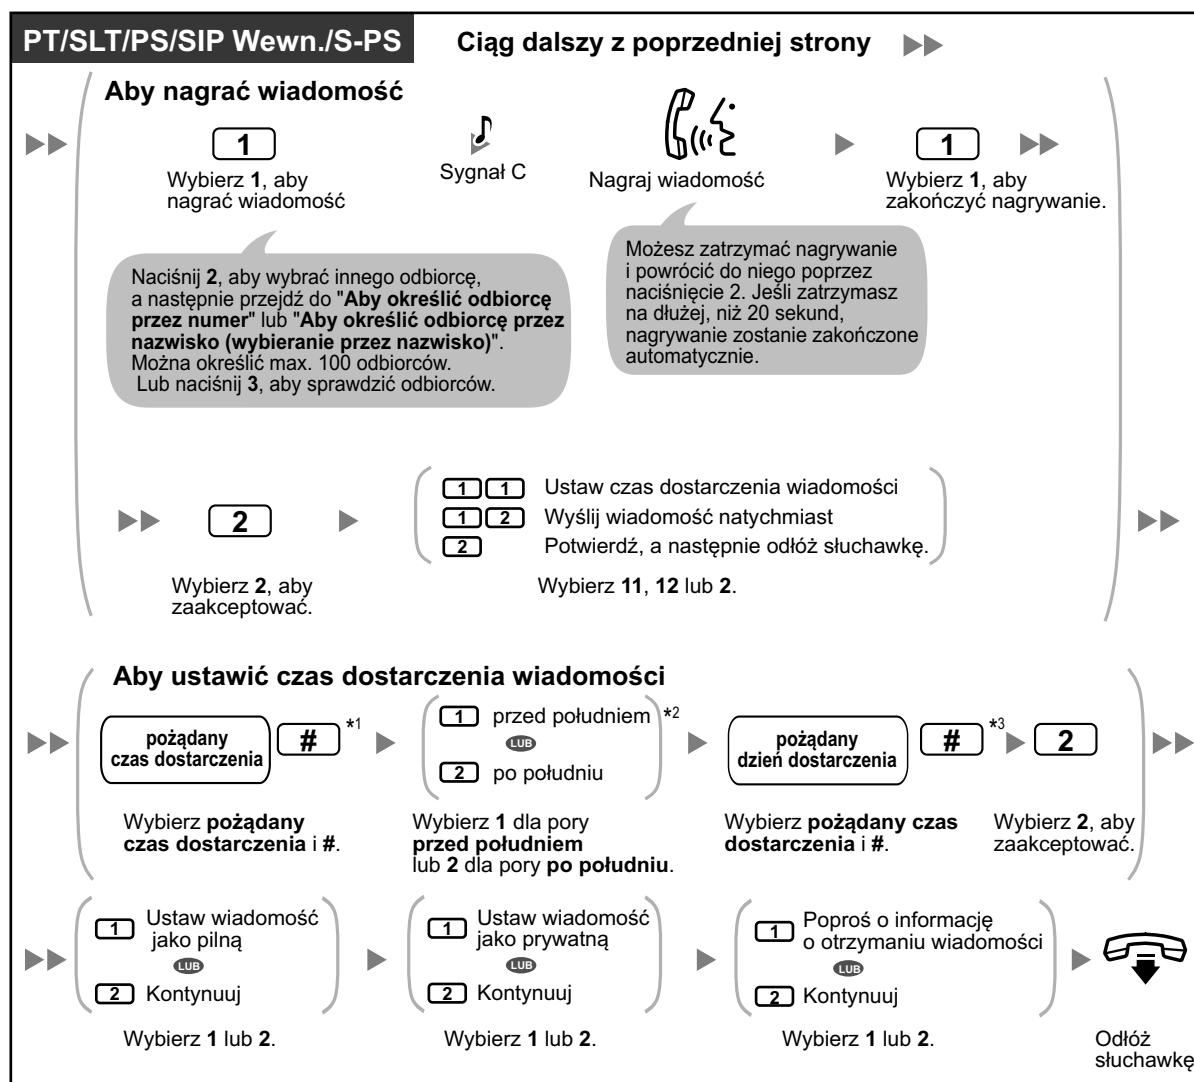 PT/SLT/PS/SIP Wewn./S-PS
Ciąg dalszy z poprzedniej strony
Aby nagrać wiadomość
1
Wybierz 1, aby
nagrać wiadomość
Sygnał C
Nagraj wiadomość
1
Wybierz 1, aby
zakończyć nagrywanie.
Naciśnij 2, aby wybrać innego odbiorcę,
a następnie przejdź do "Aby określić odbiorcę
przez numer" lub "Aby określić odbiorcę przez
nazwisko (wybieranie przez nazwisko)".
Można określić max. 100 odbiorców.
Lub naciśnij 3, aby sprawdzić odbiorców.
Możesz zatrzymać nagrywanie
i powrócić do niego poprzez
naciśnięcie 2. Jeśli zatrzymasz
na dłużej, niż 20 sekund,
nagrywanie zostanie zakończone
automatycznie.
2
Wybierz 2, aby
zaakceptować.
1 1 Ustaw czas dostarczenia wiadomości
1 2 Wyślij wiadomość natychmiast
2 Potwierdź, a następnie odłóż słuchawkę.
Wybierz 11, 12 lub 2.
Aby ustawić czas dostarczenia wiadomości
pożądany
czas dostarczenia
# *1
Wybierz pożądany
czas dostarczenia i #.
1 przed południem *2
LUB
2 po południu
Wybierz 1 dla pory
przed południem
lub 2 dla pory po południu.
pożądany
dzień dostarczenia
# *3
Wybierz pożądany czas
dostarczenia i #.
2
Wybierz 2, aby
zaakceptować.
1 Ustaw wiadomość
jako pilną
LUB
2 Kontynuuj
Wybierz 1 lub 2.
1 Ustaw wiadomość
jako prywatną
LUB
2 Kontynuuj
Wybierz 1 lub 2.
1 Poproś o informację
o otrzymaniu wiadomości
LUB
2 Kontynuuj
Wybierz 1 lub 2.
Odłóż
słuchawkę